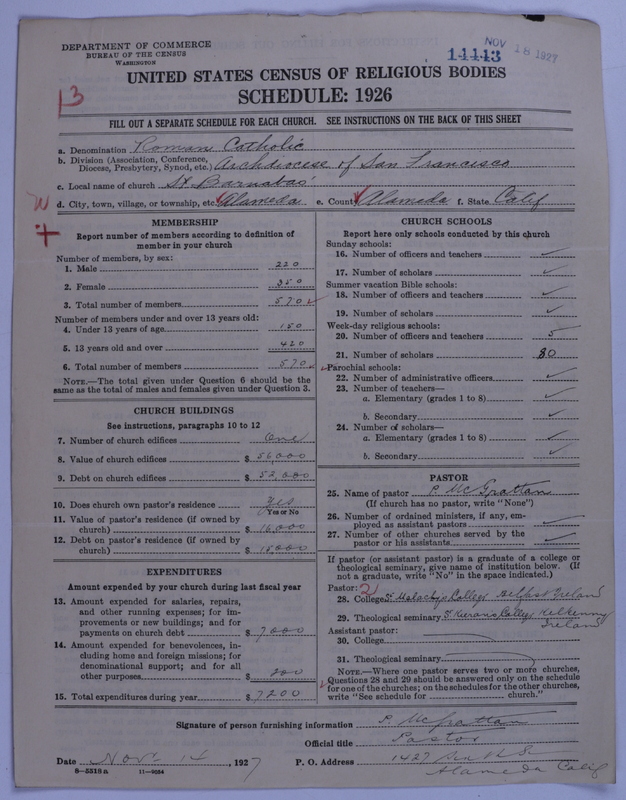 DEPARTMENT OF COMMERCE
BUREAU OF THE CENSUS
WASHINGTON
14443
NOV 18 1927
UNITED STATES CENSUS OF RELIGIOUS BODIES
SCHEDULE: 1926
13
FILL OUT A SEPARATE SCHEDULE FOR EACH CHURCH. SEE INSTRUCTIONS ON THE BACK OF THIS SHEET
a. Denomination Roman Catholic
b. Division (Association, Conference, Diocese, Presbytery, Synod, etc.) Archdiocese of San Francisco
c. Local name of church St Barnabas'
d. City, town, village, or township, etc. Alameda e. County Alameda f. State Calif
MEMBERSHIP
Report number of members according to definition of
member in your church
Number of members, by sex:
1. Male 220
2. Female 350
3. Total number of members 570
Number of members under and over 13 years old:
4. Under 13 years of age 150
5. 13 years old and over 420
6. Total number of members 570
NOTE.—The total given under Question 6 should be
same as the total of males and females given under Question 3.
CHURCH BUILDINGS
See instructions, paragraphs 10 to 12
7. Number of church edifices One
8. Value of church edifices $ 56,000
9. Debt on church edifices $ 52,000
10. Does church own pastor's residence Yes
Yes or No
11. Value of pastor's residence (if owned by
church) $ 16,000
12. Debt on pastor's residence (if owned by
church) $ 15,000
EXPENDITURES
Amount expended by your church during last fiscal year
13. Amount expended for salaries, repairs,
and other running expenses; for im-
provements or new buildings; and for
payments on church debt $ 7000
14. Amount expended for benevolences, in-
cluding home and foreign missions; for
denominational support; and for all
other purposes $ 200
15. Total expenditures during year $ 7200
CHURCH SCHOOLS
Report here only schools conducted by this church
Sunday schools:
16. Number of officers and teachers
17. Number of scholars
Summer vacation Bible schools:
18. Number of officers and teachers
19. Number of scholars
Week-day religious schools:
20. Number of officers and teachers 5
21. Number of scholars 80
Parochial schools:
22. Number of administrative officers
23. Number of teachers—
a. Elementary (grades 1 to 8)
b. Secondary
24. Number of scholars—
a. Elementary (grades 1 to 8)
b. Secondary
PASTOR
25. Name of pastor P. McGrattan
(If church has no pastor, write "None")
26. Number of ordained ministers, if any, em-
ployed as assistant pastors
27. Number of other churches served by the
pastor or his assistants
If pastor (or assistant pastor) is a graduate of a college or
theological seminary, give name of institution below. (If
not a graduate, write "No" in the space indicated.)
Pastor: 2
28. College St Malachy's College Belfast Ireland
29. Theological seminary St Kieran's College Kilkenny
Ireland
Assistant pastor:
30. College
31. Theological seminary
NOTE.—Where one pastor serves two or more churches,
Questions 28 and 29 should be answered only on the schedule
for one of the churches; on the schedules for the other churches,
write "See schedule for church."
Signature of person furnishing information P McGrattan
Official title Pastor
Date Nov. 14, 1927 P. O. Address 1427
Alameda Calif
8—5518a 11—9054